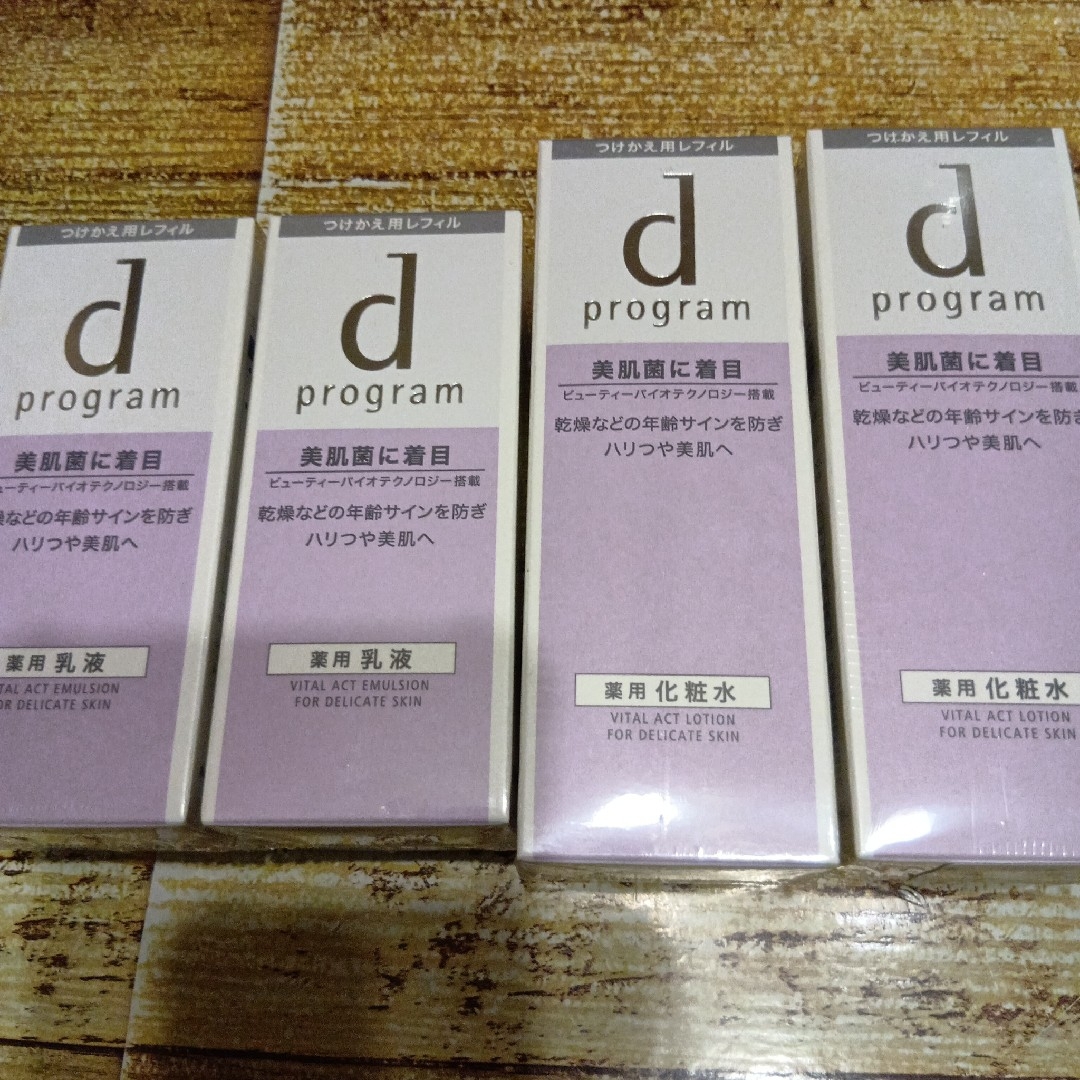 つけかえ用レフィル
d
program
美肌菌に着目
ューティーバイオテクノロジー搭載
などの年齢サインを防ぎ
ハリつや美肌へ
薬用 乳液
TAL ACT EMULSION
OR DELICATE SKIN
つけかえ用レフィル
d
program
美肌菌に着目
ビューティーバイオテクノロジー搭載
乾燥などの年齢サインを防ぎ
ハリつや美肌へ
薬用 乳液
VITAL ACT EMULSION
FOR DELICATE SKIN
つけかえ用レフィル
d
program
美肌菌に着目
ビューティーバイオテクノロジー搭載
乾燥などの年齢サインを防ぎ
ハリつや美肌へ
薬用 化粧水
VITAL ACT LOTION
FOR DELICATE SKIN
つけかえ用レフィル
d
program
美肌菌に着目
ビューティーバイオテクノロジー搭載
乾燥などの年齢サインを防ぎ
ハリつや美肌へ
薬用 化粧水
VITAL ACT LOTION
FOR DELICATE SKIN